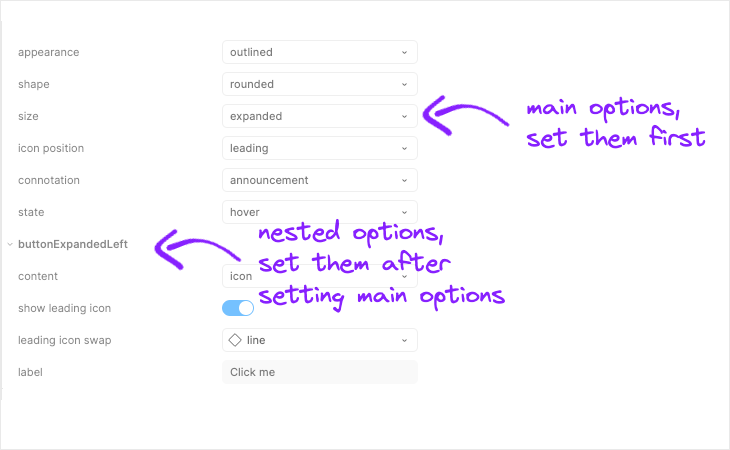 appearance outlined
shape rounded
size expanded
main options,
set them first
icon position leading
connotation announcement
state hover
buttonExpandedLeft
nested options,
set them after
setting main options
content icon
show leading icon
leading icon swap line
label Click me